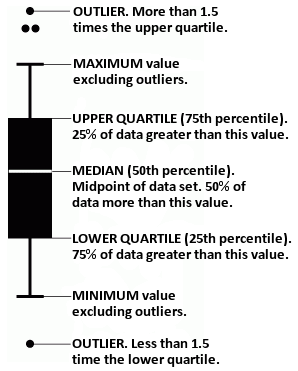 OUTLIER. More than 1.5
times the upper quartile.
MAXIMUM value
excluding outliers.
UPPER QUARTILE (75th percentile).
25% of data greater than this value.
MEDIAN (50th percentile).
Midpoint of data set. 50% of
data more than this value.
LOWER QUARTILE (25th percentile).
75% of data greater than this value.
MINIMUM value
excluding outliers.
OUTLIER. Less than 1.5
time the lower quartile.